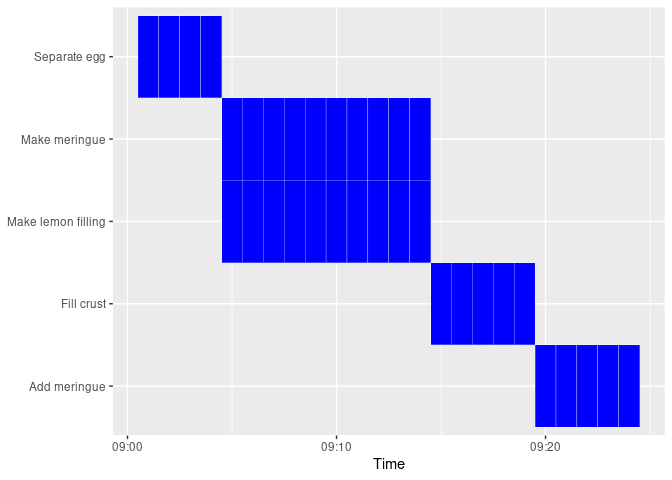 Separate egg
Make meringue
Make lemon filling
Fill crust
Add meringue
09:00 09:10 09:20
Time